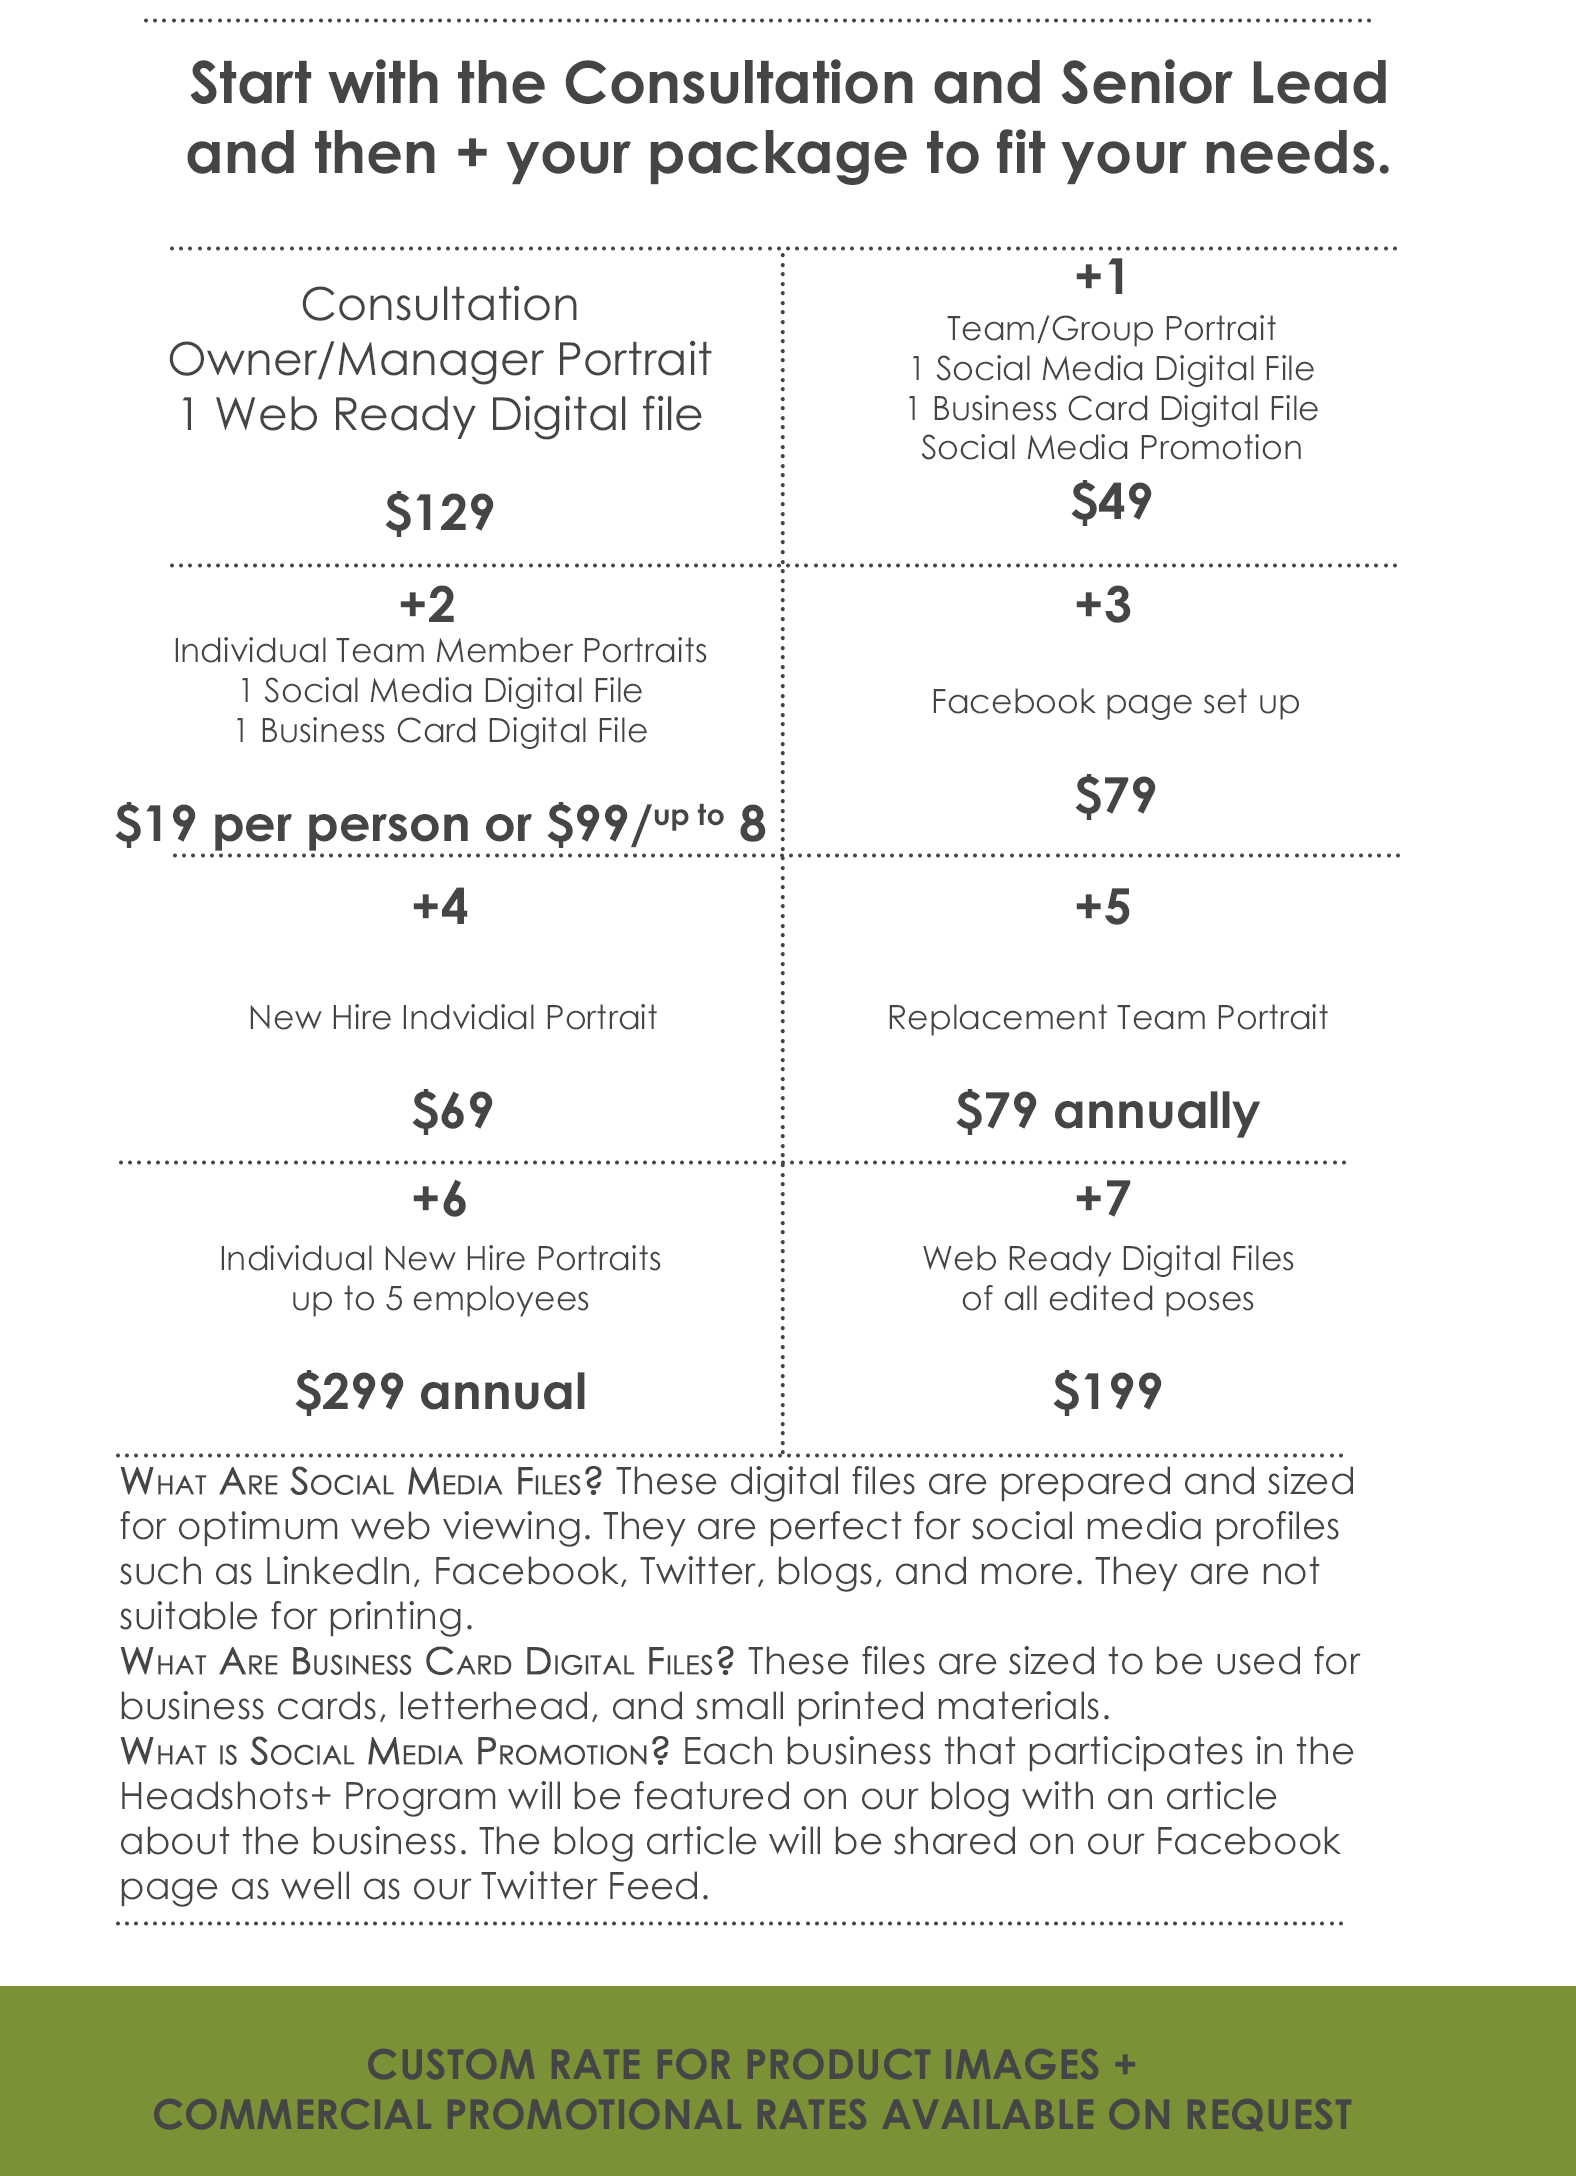 Start with the Consultation and Senior Lead
and then + your package to fit your needs.
Consultation
Owner/Manager Portrait
1 Web Ready Digital file
$129
+1
Team/Group Portrait
1 Social Media Digital File
1 Business Card Digital File
Social Media Promotion
$49
+2
Individual Team Member Portraits
1 Social Media Digital File
1 Business Card Digital File
$19 per person or $99/up to 8
+3
Facebook page set up
$79
+4
New Hire Indvidial Portrait
$69
+5
Replacement Team Portrait
$79 annually
+6
Individual New Hire Portraits
up to 5 employees
$299 annual
+7
Web Ready Digital Files
of all edited poses
$199
What Are Social Media Files? These digital files are prepared and sized
for optimum web viewing. They are perfect for social media profiles
such as LinkedIn, Facebook, Twitter, blogs, and more. They are not
suitable for printing.
What Are Business Card Digital Files? These files are sized to be used for
business cards, letterhead, and small printed materials.
What is Social Media Promotion? Each business that participates in the
Headshots+ Program will be featured on our blog with an article
about the business. The blog article will be shared on our Facebook
page as well as our Twitter Feed.
CUSTOM RATE FOR PRODUCT IMAGES +
COMMERCIAL PROMOTIONAL RATES AVAILABLE ON REQUEST